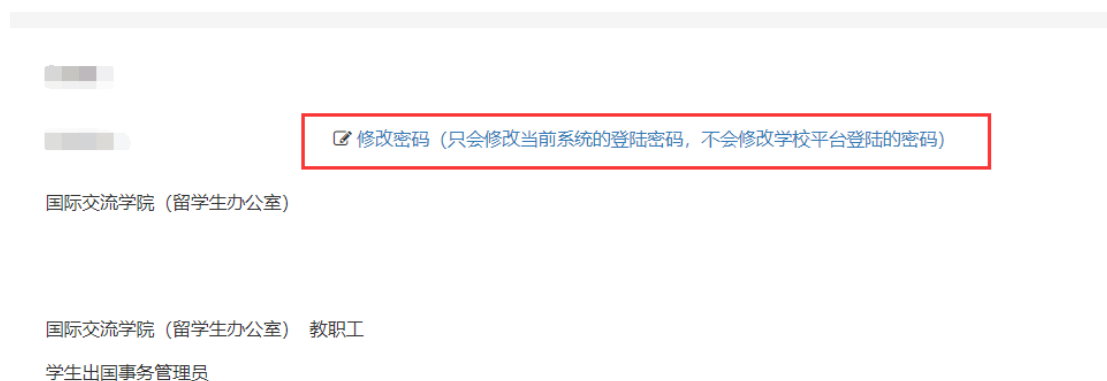 修改密码（只会修改当前系统的登陆密码，不会修改学校平台登陆的密码）
国际交流学院（留学生办公室）
国际交流学院（留学生办公室） 教职工
学生出国事务管理员